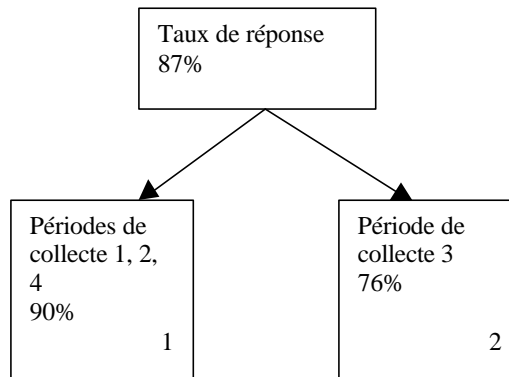 Taux de réponse
87%
Périodes de
collecte 1, 2,
4
90%
1
Période de
collecte 3
76%
2